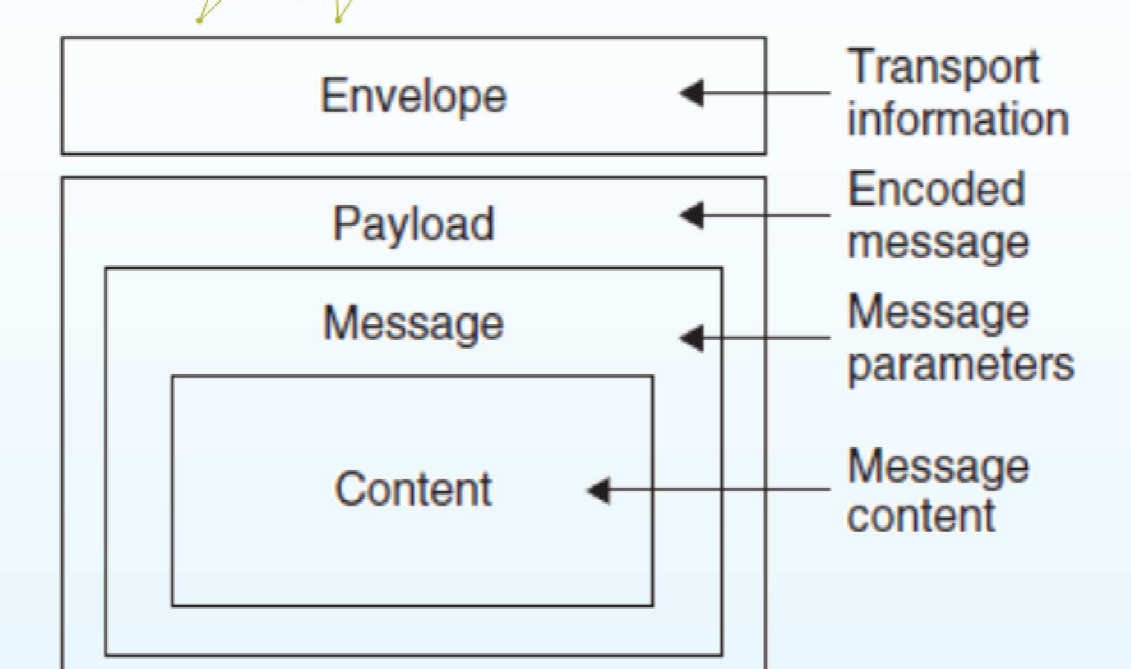 Envelope
Transport
information
Payload
Encoded
message
Message
Message
parameters
Content
Message
content